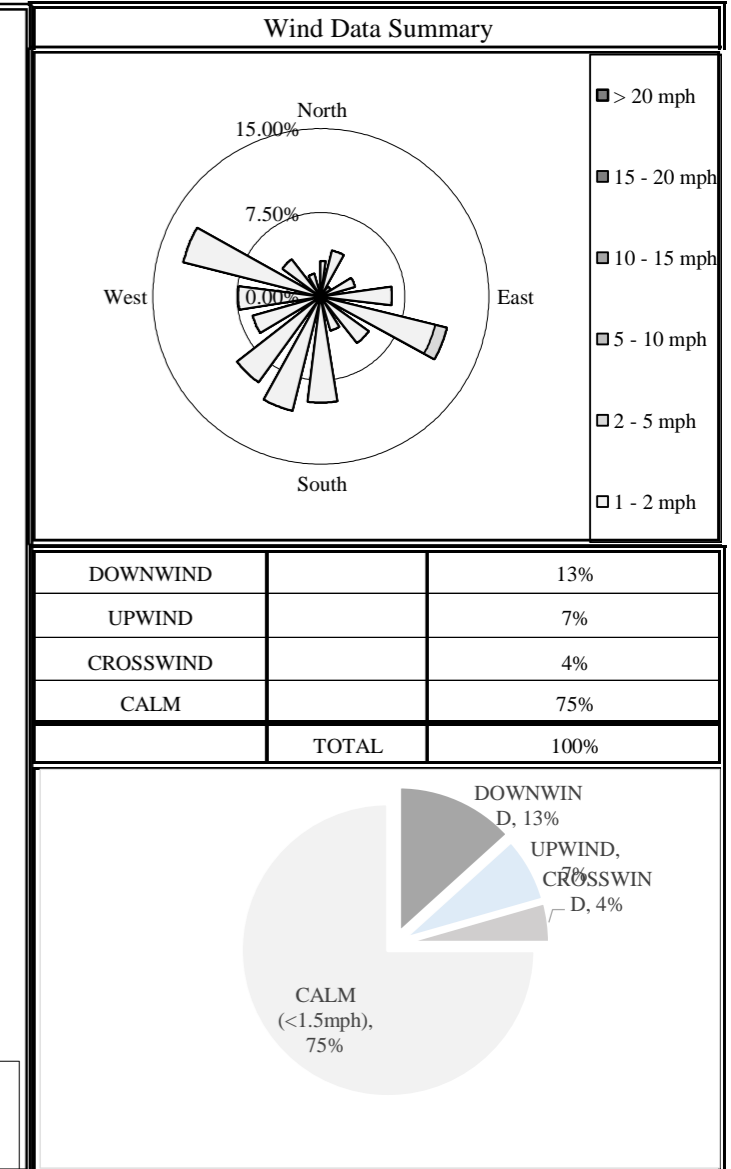 Wind Data Summary
North
15.00%
7.50%
West
0.00%
East
South
> 20 mph
15 - 20 mph
10 - 15 mph
5 - 10 mph
2 - 5 mph
1 - 2 mph
DOWNWIND 13%
UPWIND 7%
CROSSWIND 4%
CALM 75%
TOTAL 100%
DOWNWIN
D, 13%
UPWIND,
7%
CROSSWIN
D, 4%
CALM
(<1.5mph),
75%